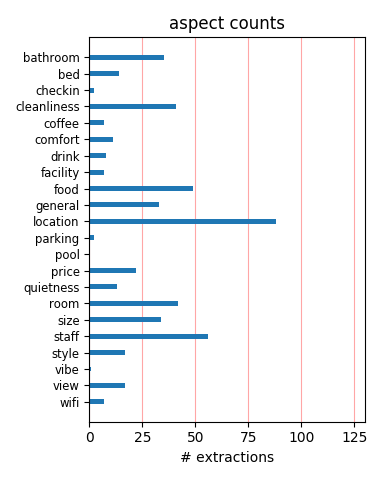 aspect counts
bathroom
bed
checkin
cleanliness
coffee
comfort
drink
facility
food
general
location
parking
pool
price
quietness
room
size
staff
style
vibe
view
wifi
0 25 50 75 100 125
# extractions